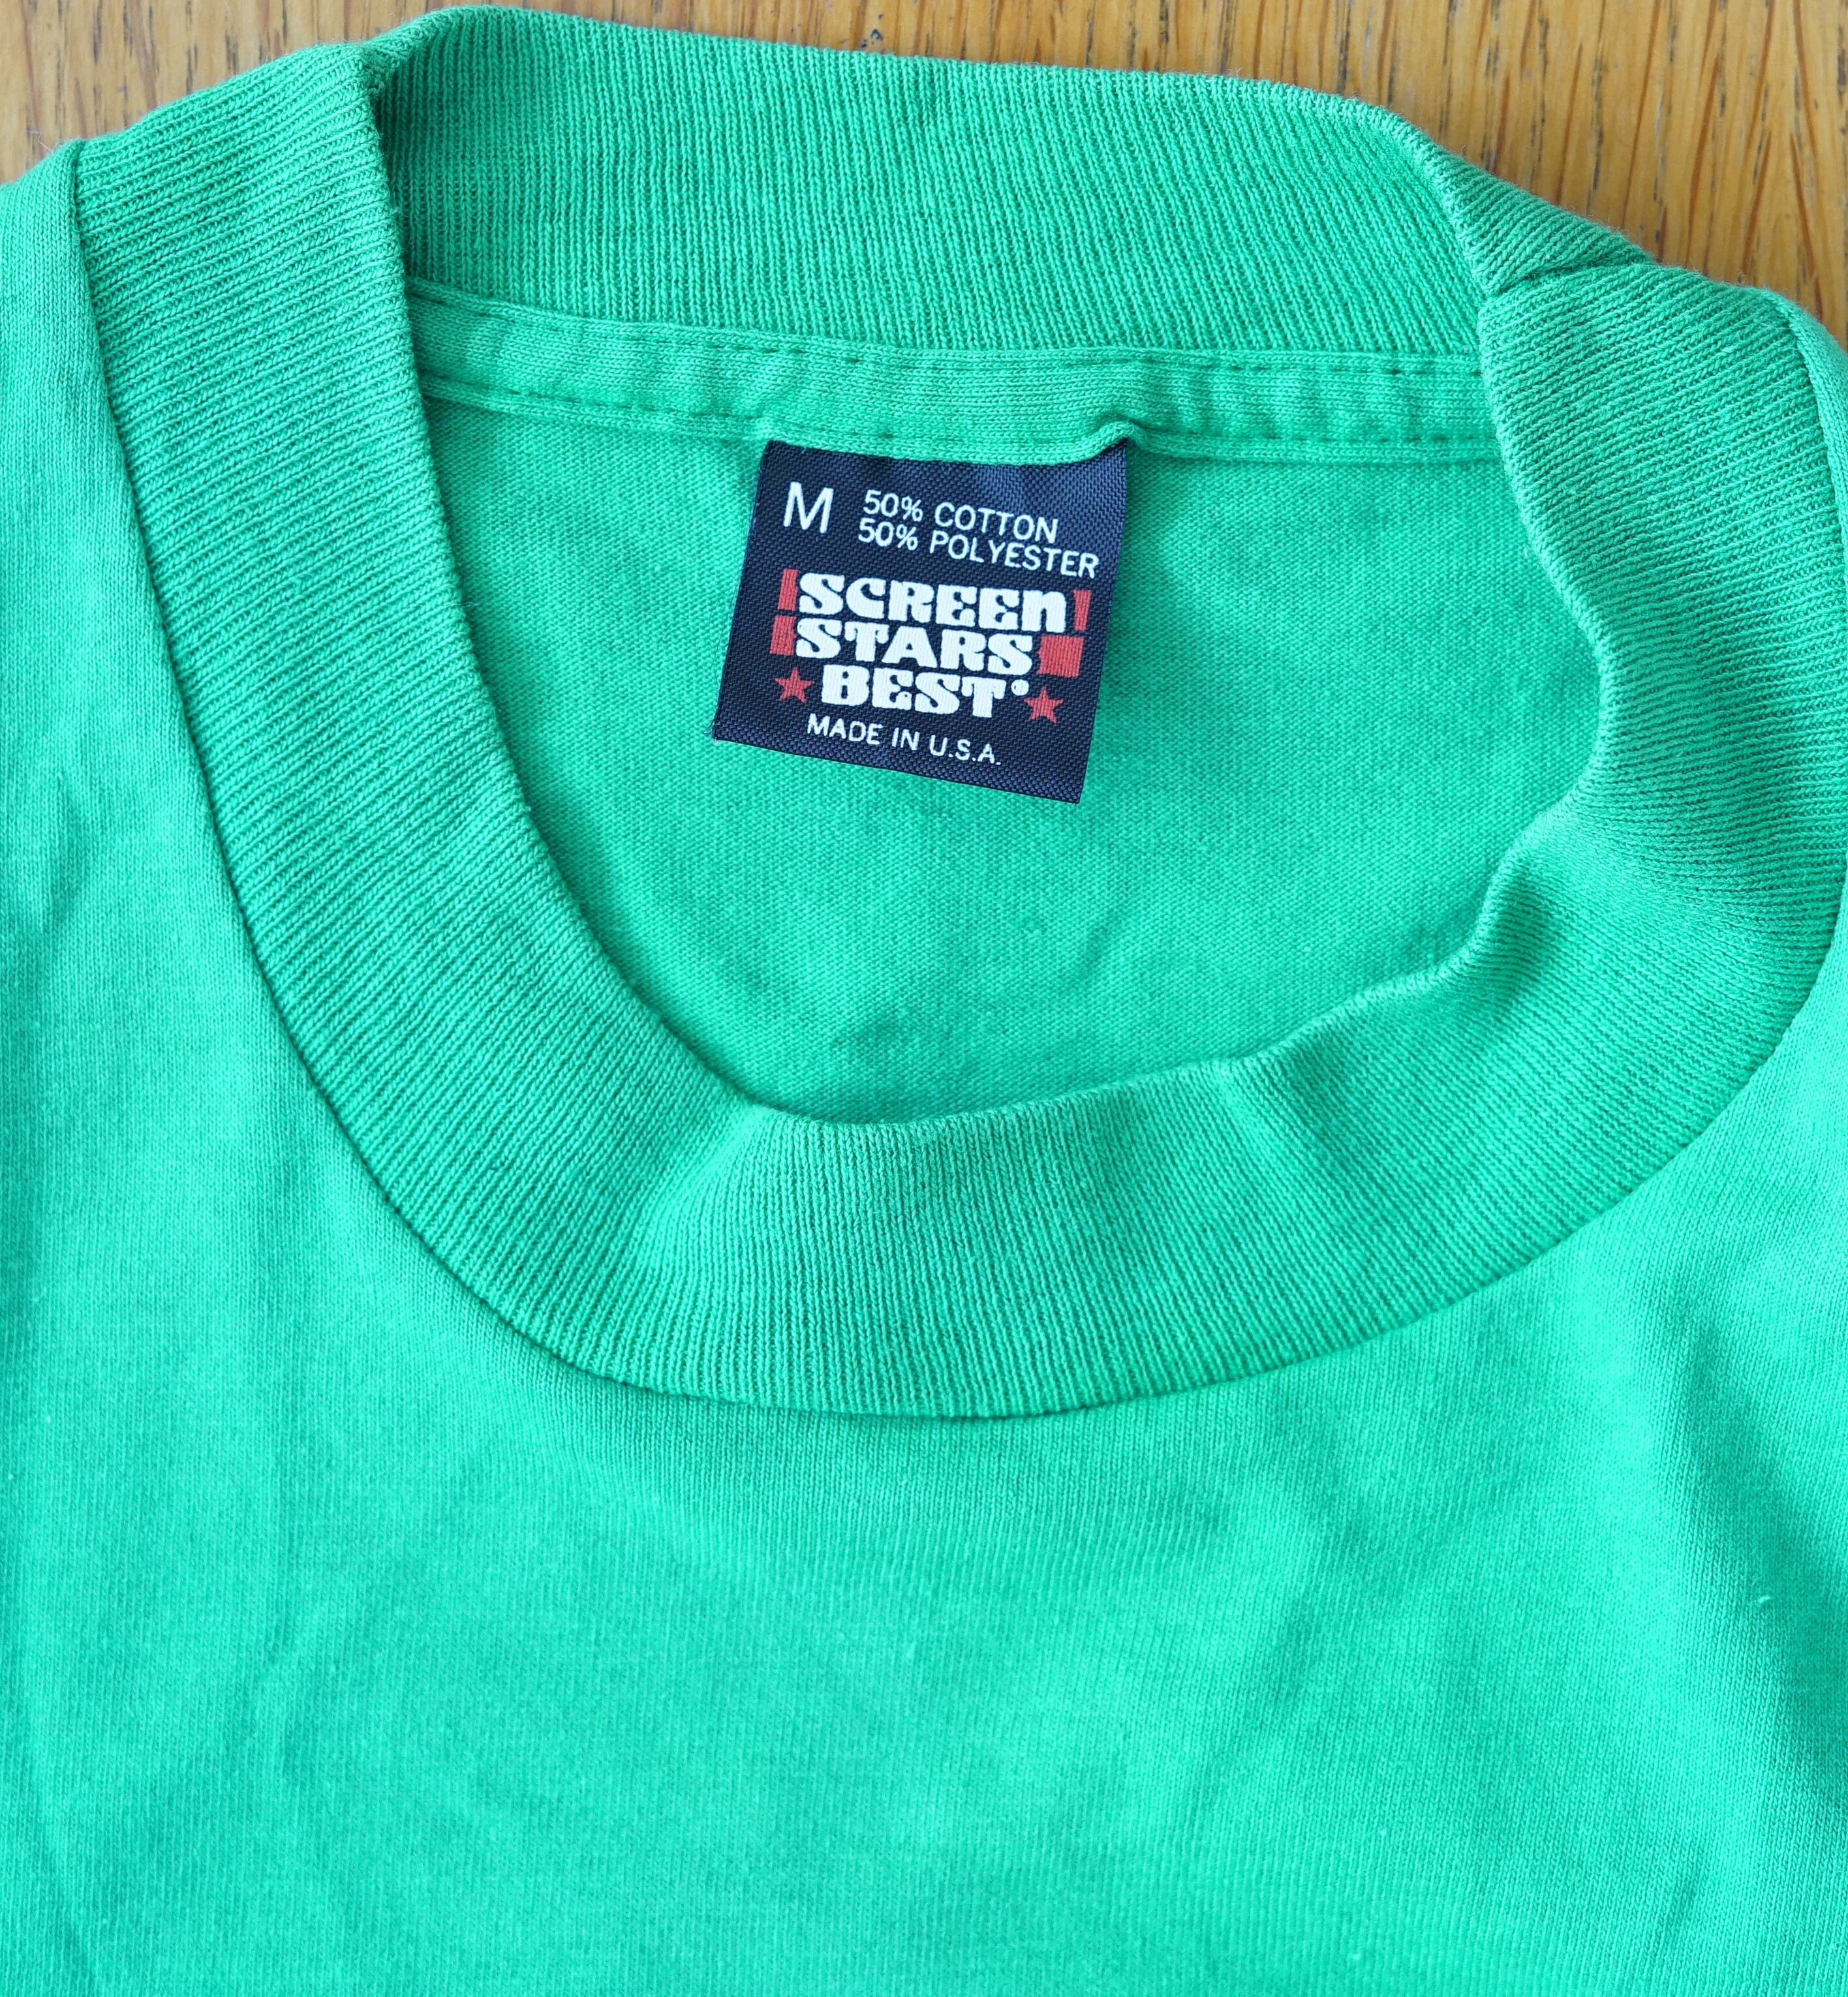 M 50% COTTON
50% POLYESTER
SCREEN
STARS
BEST®
MADE IN U.S.A.